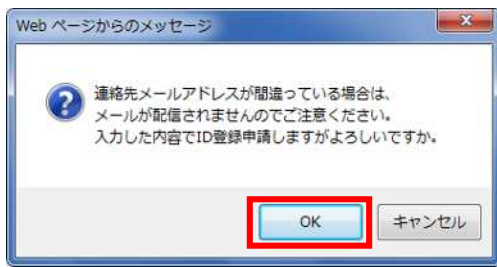 Web ページからのメッセージ
連絡先メールアドレスが間違っている場合は、
メールが配信されませんのでご注意ください。
入力した内容でID登録申請しますがよろしいですか。
OK
キャンセル